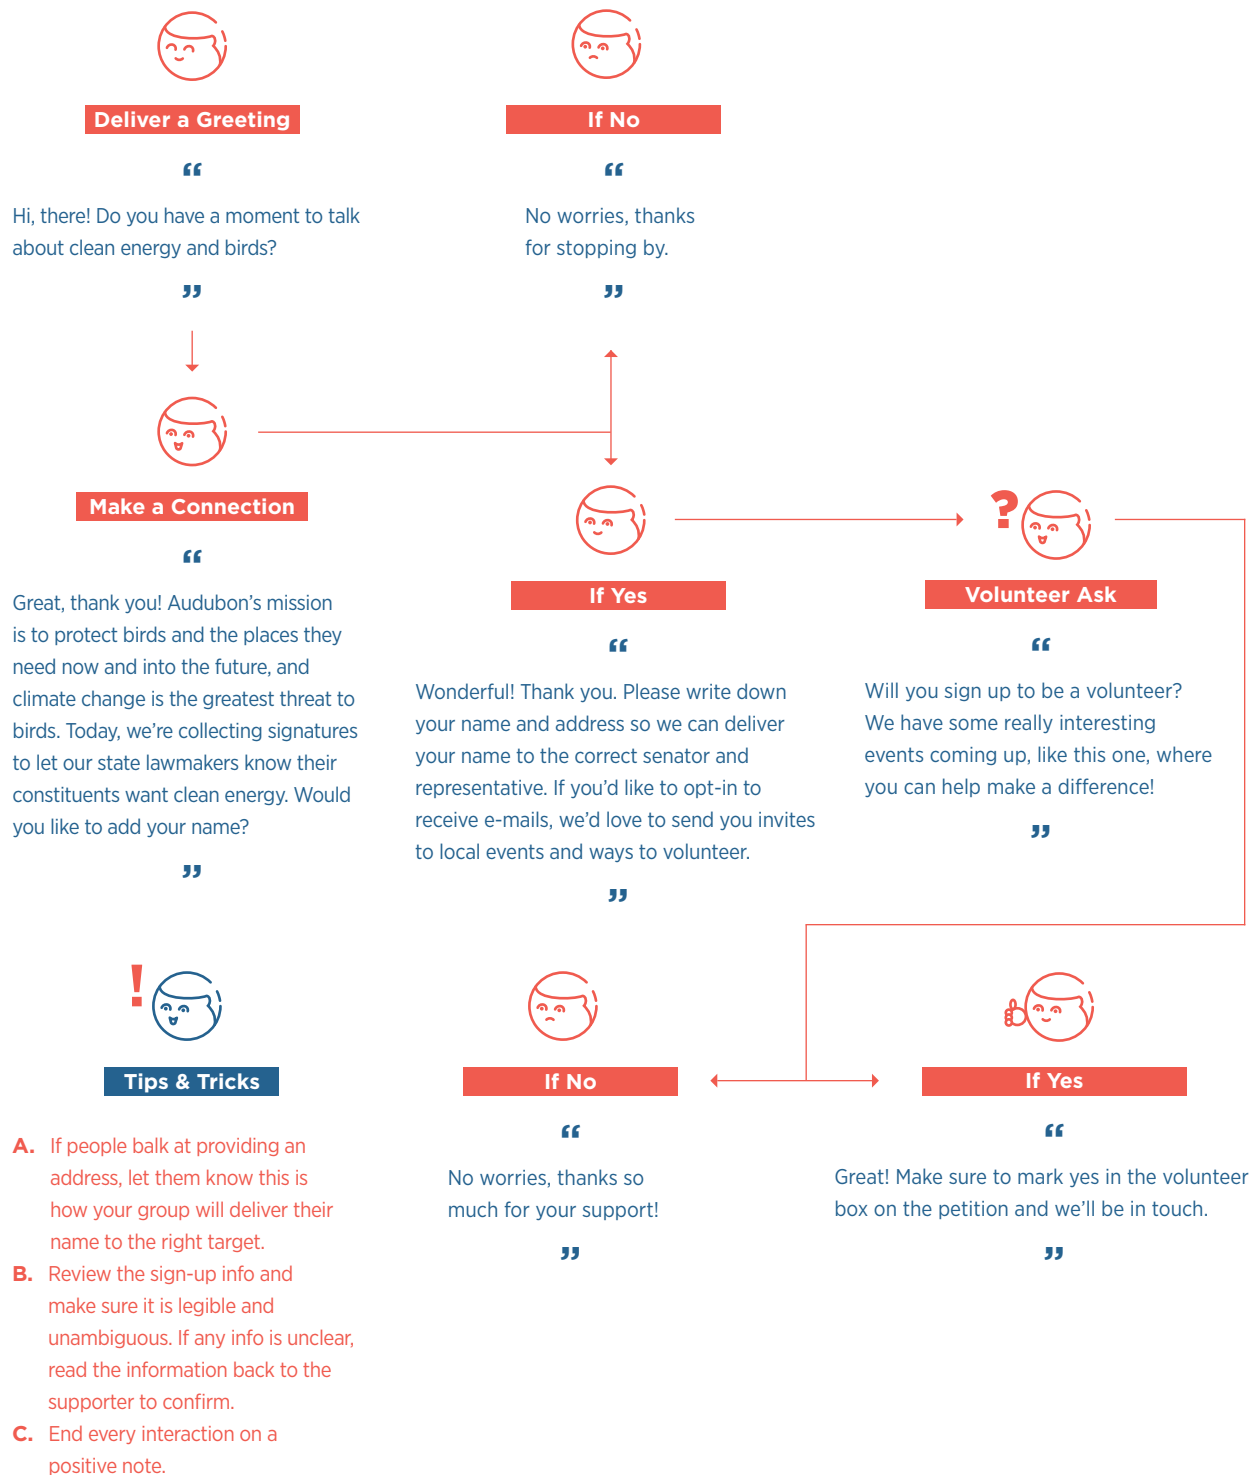 Deliver a Greeting
“
Hi, there! Do you have a moment to talk
about clean energy and birds?
”
If No
“
No worries, thanks
for stopping by.
”
Make a Connection
“
Great, thank you! Audubon’s mission
is to protect birds and the places they
need now and into the future, and
climate change is the greatest threat to
birds. Today, we’re collecting signatures
to let our state lawmakers know their
constituents want clean energy. Would
you like to add your name?
”
If Yes
“
Wonderful! Thank you. Please write down
your name and address so we can deliver
your name to the correct senator and
representative. If you’d like to opt-in to
receive e-mails, we’d love to send you invites
to local events and ways to volunteer.
”
?
Volunteer Ask
“
Will you sign up to be a volunteer?
We have some really interesting
events coming up, like this one, where
you can help make a difference!
”
!
Tips & Tricks
A. If people balk at providing an
address, let them know this is
how your group will deliver their
name to the right target.
B. Review the sign-up info and
make sure it is legible and
unambiguous. If any info is unclear,
read the information back to the
supporter to confirm.
C. End every interaction on a
positive note.
If No
“
No worries, thanks so
much for your support!
”
If Yes
“
Great! Make sure to mark yes in the volunteer
box on the petition and we’ll be in touch.
”